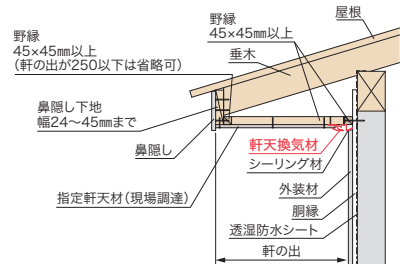 屋根
野縁
45×45㎜以上
垂木
野縁
45×45㎜以上
（軒の出が250以下は省略可）
鼻隠し下地
幅24～45㎜まで
鼻隠し
軒天換気材
シーリング材
指定軒天材（現場調達）
外装材
胴縁
透湿防水シート
軒の出